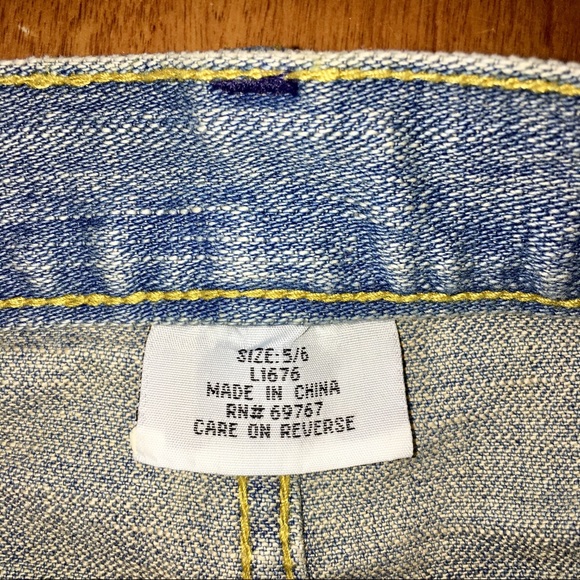 SIZE: 5/6
L1676
MADE IN CHINA
RN# 69767
CARE ON REVERSE